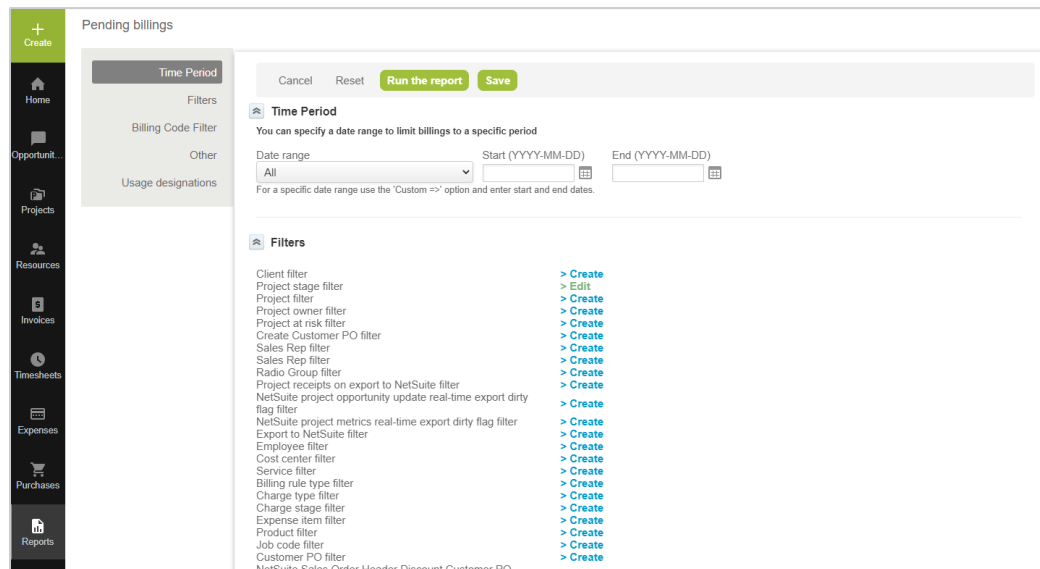 Pending billings
Create
Home
Opportunit...
Projects
Resources
Invoices
Timesheets
Expenses
Purchases
Reports
Time Period
Filters
Billing Code Filter
Other
Usage designations
Cancel Reset Run the report Save
Time Period
You can specify a date range to limit billings to a specific period
Date range Start (YYYY-MM-DD) End (YYYY-MM-DD)
All
For a specific date range use the 'Custom =>' option and enter start and end dates.
Filters
Client filter > Create
Project stage filter > Edit
Project filter > Create
Project owner filter > Create
Project at risk filter > Create
Create Customer PO filter > Create
Sales Rep filter > Create
Sales Rep filter > Create
Radio Group filter > Create
Project receipts on export to NetSuite filter > Create
NetSuite project opportunity update real-time export dirty
flag filter > Create
NetSuite project metrics real-time export dirty flag filter > Create
Export to NetSuite filter > Create
Employee filter > Create
Cost center filter > Create
Service filter > Create
Billing rule type filter > Create
Charge type filter > Create
Charge stage filter > Create
Expense item filter > Create
Product filter > Create
Job code filter > Create
Customer PO filter > Create
NetSuite Sales Order Header Discount Customer PO